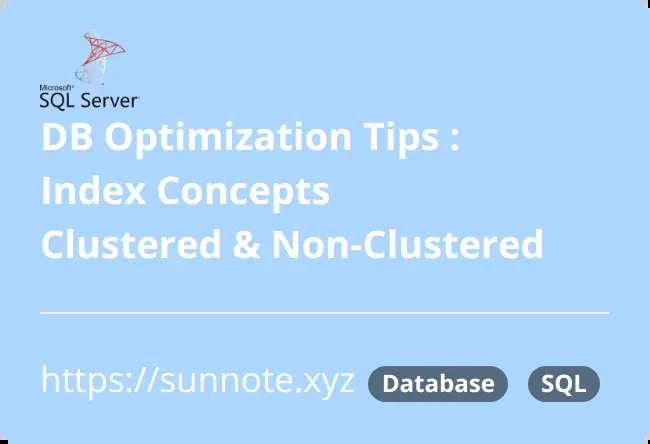 Microsoft®
SQL Server
DB Optimization Tips :
Index Concepts
Clustered & Non-Clustered
https://sunnote.xyz Database SQL